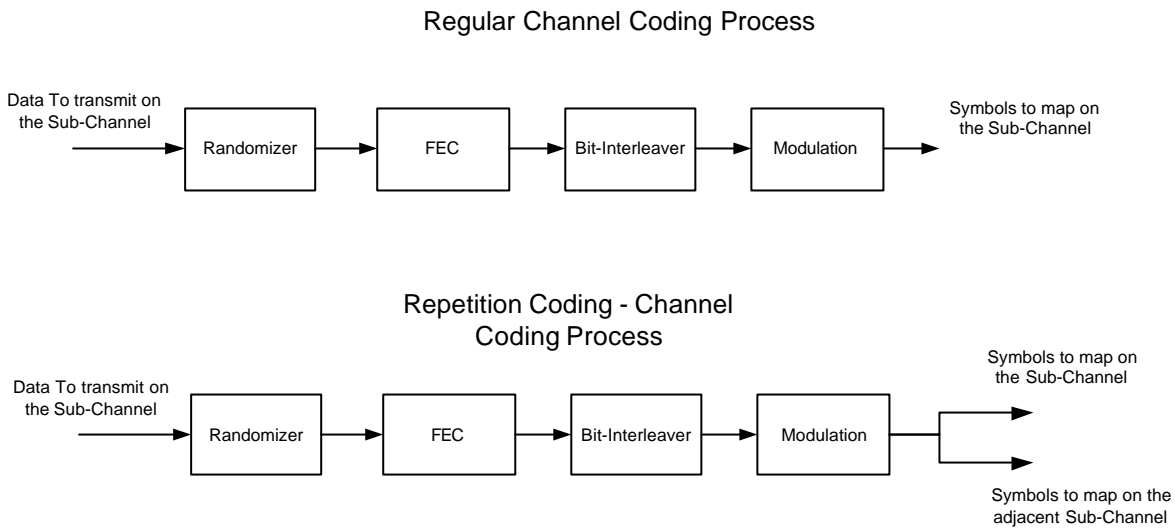 Regular Channel Coding Process
Data To transmit on
the Sub-Channel
Randomizer
FEC
Bit-Interleaver
Modulation
Symbols to map on
the Sub-Channel
Repetition Coding - Channel
Coding Process
Data To transmit on
the Sub-Channel
Randomizer
FEC
Bit-Interleaver
Modulation
Symbols to map on
the Sub-Channel
Symbols to map on the
adjacent Sub-Channel